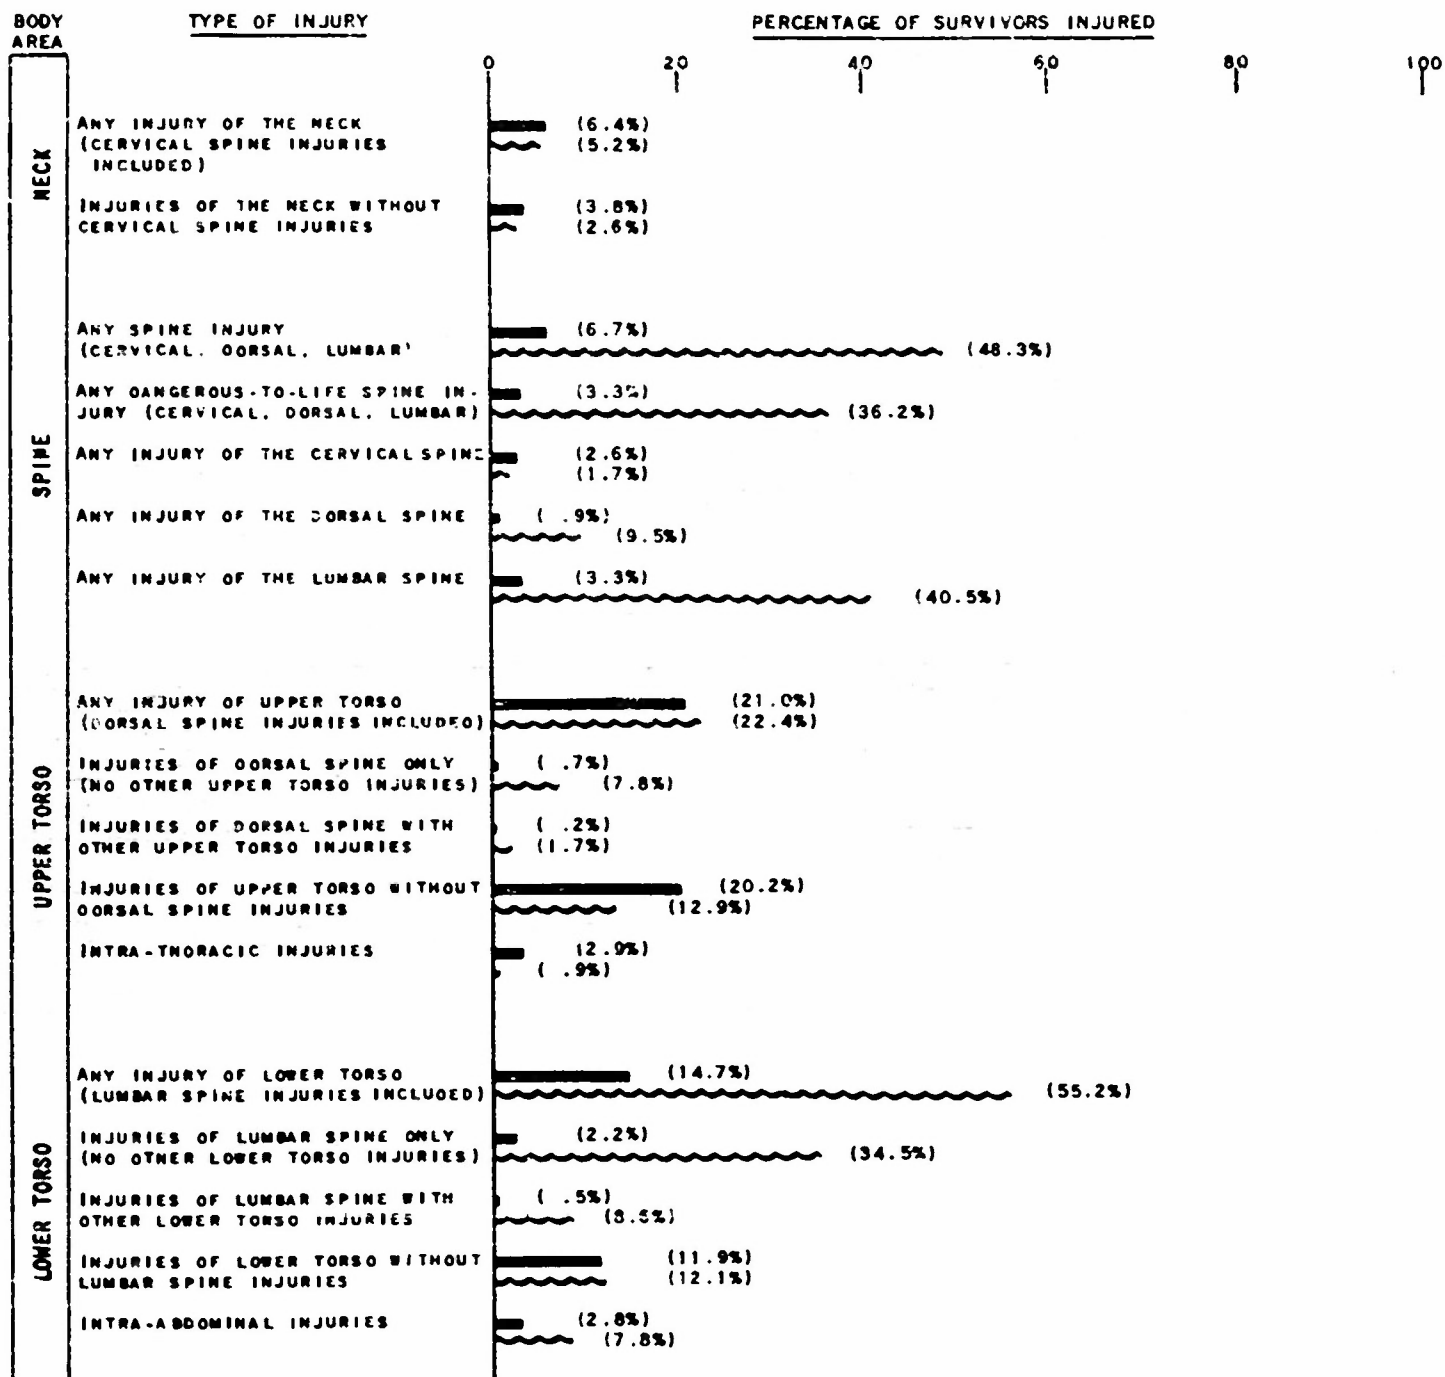 BODY AREA
TYPE OF INJURY
PERCENTAGE OF SURVIVORS INJURED
0 20 40 60 80 100
NECK
ANY INJURY OF THE NECK (6.4%)
(CERVICAL SPINE INJURIES (5.2%)
INCLUDED)
INJURIES OF THE NECK WITHOUT (3.8%)
CERVICAL SPINE INJURIES (2.6%)
SPINE
ANY SPINE INJURY (6.7%)
(CERVICAL, DORSAL, LUMBAR) (48.3%)
ANY DANGEROUS-TO-LIFE SPINE IN- (3.3%)
JURY (CERVICAL, DORSAL, LUMBAR) (36.2%)
ANY INJURY OF THE CERVICAL SPINE (2.6%)
(1.7%)
ANY INJURY OF THE DORSAL SPINE ( .9%)
(9.5%)
ANY INJURY OF THE LUMBAR SPINE (3.3%)
(40.5%)
UPPER TORSO
ANY INJURY OF UPPER TORSO (21.0%)
(DORSAL SPINE INJURIES INCLUDED) (22.4%)
INJURIES OF DORSAL SPINE ONLY ( .7%)
(NO OTHER UPPER TORSO INJURIES) (7.8%)
INJURIES OF DORSAL SPINE WITH ( .2%)
OTHER UPPER TORSO INJURIES (1.7%)
INJURIES OF UPPER TORSO WITHOUT (20.2%)
DORSAL SPINE INJURIES (12.9%)
INTRA-THORACIC INJURIES (2.9%)
( .9%)
LOWER TORSO
ANY INJURY OF LOWER TORSO (14.7%)
(LUMBAR SPINE INJURIES INCLUDED) (55.2%)
INJURIES OF LUMBAR SPINE ONLY (2.2%)
(NO OTHER LOWER TORSO INJURIES) (34.5%)
INJURIES OF LUMBAR SPINE WITH ( .5%)
OTHER LOWER TORSO INJURIES (8.6%)
INJURIES OF LOWER TORSO WITHOUT (11.9%)
LUMBAR SPINE INJURIES (12.1%)
INTRA-ABDOMINAL INJURIES (2.8%)
(7.8%)